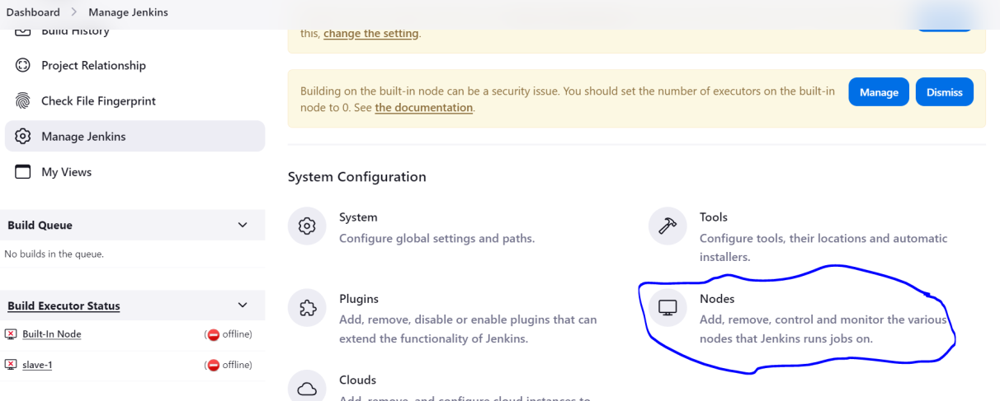 Dashboard > Manage Jenkins
Build History
Project Relationship
Check File Fingerprint
Manage Jenkins
My Views
Build Queue
No builds in the queue.
Build Executor Status
Built-In Node (offline)
slave-1 (offline)
this, change the setting.
Building on the built-in node can be a security issue. You should set the number of executors on the built-in
node to 0. See the documentation.
Manage
Dismiss
System Configuration
System
Configure global settings and paths.
Tools
Configure tools, their locations and automatic
installers.
Plugins
Add, remove, disable or enable plugins that can
extend the functionality of Jenkins.
Nodes
Add, remove, control and monitor the various
nodes that Jenkins runs jobs on.
Clouds
Add, remove, and configure cloud instances to